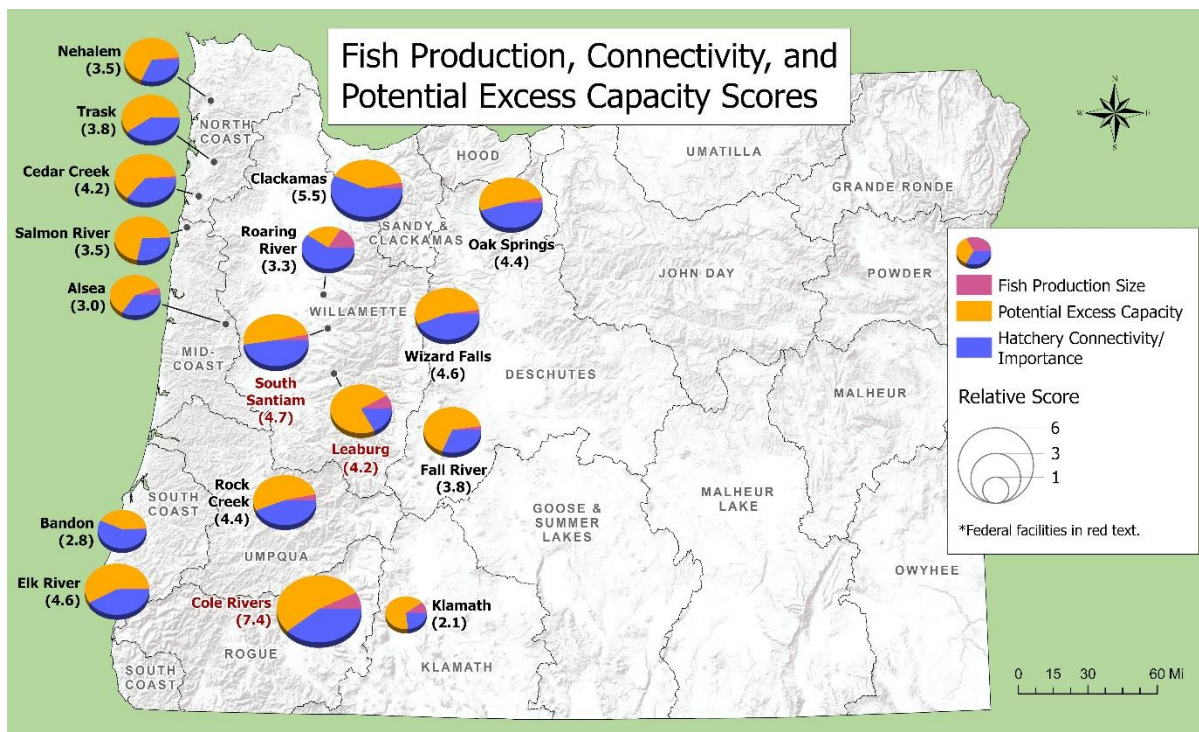 Fish Production, Connectivity, and
Potential Excess Capacity Scores
Nehalem
(3.5)
Trask
(3.8)
Cedar Creek
(4.2)
Salmon River
(3.5)
Alsea
(3.0)
NORTH
COAST
Clackamas
(5.5)
Roaring
River
(3.3)
HOOD
SANDY &
CLACKAMAS
Oak Springs
(4.4)
UMATILLA
GRANDE RONDE
JOHN DAY
POWDER
WILLAMETTE
MID-
COAST
South
Santiam
(4.7)
Wizard Falls
(4.6)
DESCHUTES
Leaburg
(4.2)
Fall River
(3.8)
MALHEUR
Rock
Creek
(4.4)
SOUTH
COAST
Bandon
(2.8)
UMPQUA
GOOSE &
SUMMER
LAKES
MALHEUR
LAKE
OWYHEE
Elk River
(4.6)
Cole Rivers
(7.4)
ROGUE
Klamath
(2.1)
KLAMATH
SOUTH
COAST
N
W
E
S
Fish Production Size
Potential Excess Capacity
Hatchery Connectivity/
Importance
Relative Score
6
3
1
*Federal facilities in red text.
0 15 30 60 Mi